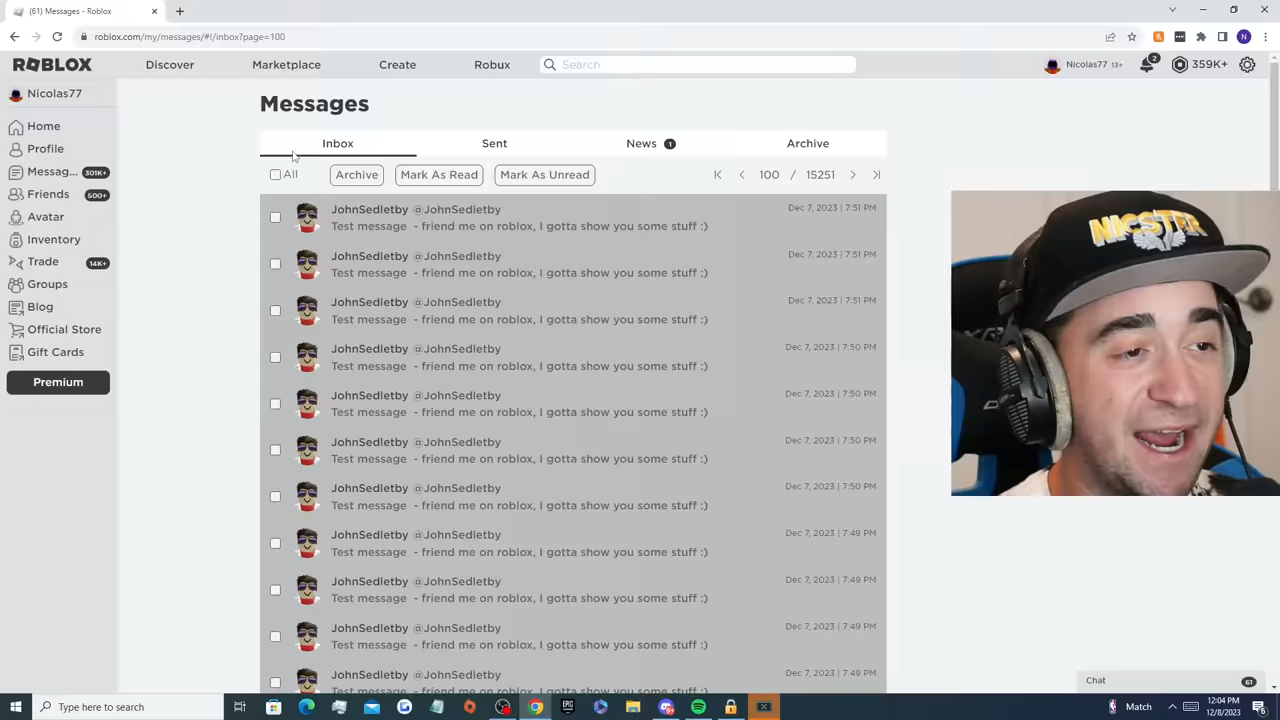 (61) Messages - Roblox
roblox.com/my/messages/#!/inbox?page=100
N
ROBLOX
Discover
Marketplace
Create
Robux
Search
Nicolas77 13+
2
359K+
Nicolas77
Home
Profile
Messag... 301K+
Friends 500+
Avatar
Inventory
Trade 14K+
Groups
Blog
Official Store
Gift Cards
Premium
Messages
Inbox
Sent
News 1
Archive
All
Archive
Mark As Read
Mark As Unread
100 / 15251
JohnSedletby @JohnSedletby Dec 7, 2023 | 7:51 PM
Test message - friend me on roblox, I gotta show you some stuff :)
JohnSedletby @JohnSedletby Dec 7, 2023 | 7:51 PM
Test message - friend me on roblox, I gotta show you some stuff :)
JohnSedletby @JohnSedletby Dec 7, 2023 | 7:51 PM
Test message - friend me on roblox, I gotta show you some stuff :)
JohnSedletby @JohnSedletby Dec 7, 2023 | 7:50 PM
Test message - friend me on roblox, I gotta show you some stuff :)
JohnSedletby @JohnSedletby Dec 7, 2023 | 7:50 PM
Test message - friend me on roblox, I gotta show you some stuff :)
JohnSedletby @JohnSedletby Dec 7, 2023 | 7:50 PM
Test message - friend me on roblox, I gotta show you some stuff :)
JohnSedletby @JohnSedletby Dec 7, 2023 | 7:50 PM
Test message - friend me on roblox, I gotta show you some stuff :)
JohnSedletby @JohnSedletby Dec 7, 2023 | 7:49 PM
Test message - friend me on roblox, I gotta show you some stuff :)
JohnSedletby @JohnSedletby Dec 7, 2023 | 7:49 PM
Test message - friend me on roblox, I gotta show you some stuff :)
JohnSedletby @JohnSedletby Dec 7, 2023 | 7:49 PM
Test message - friend me on roblox, I gotta show you some stuff :)
JohnSedletby @JohnSedletby Dec 7, 2023 | 7:49 PM
Test message - friend me on roblox, I gotta show you some stuff :)
NICSTER
Chat 61
Type here to search
EPIC
Match
12:04 PM
12/8/2023